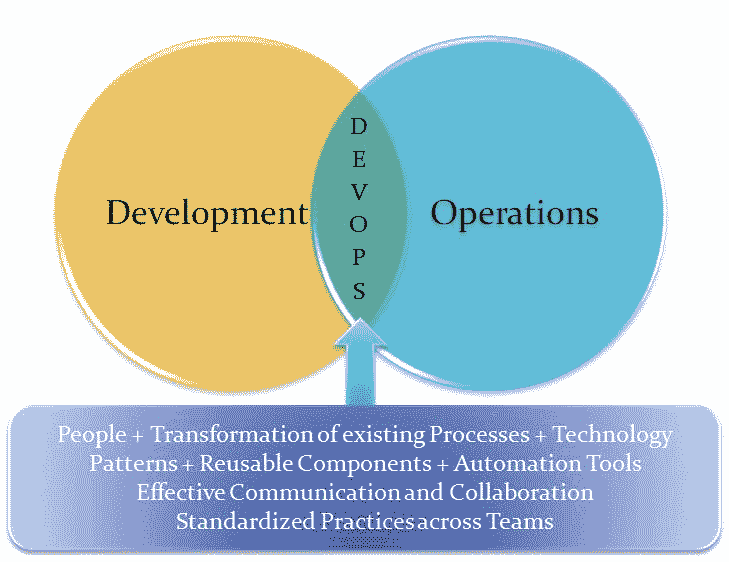 D
E
V
O
P
S
Development
Operations
People + Transformation of existing Processes + Technology
Patterns + Reusable Components + Automation Tools
Effective Communication and Collaboration
Standardized Practices across Teams